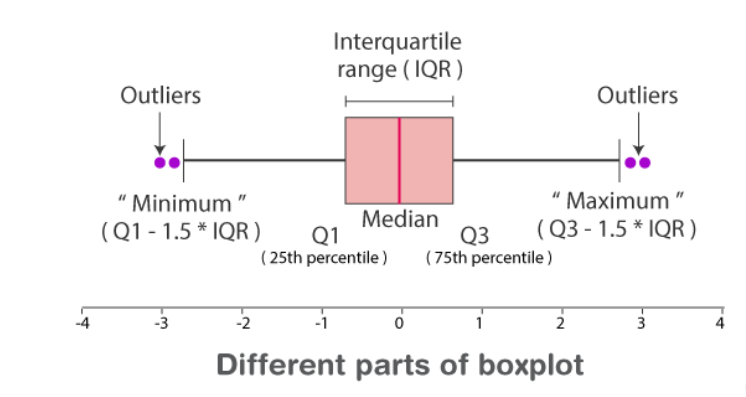 Interquartile
range ( IQR )
Outliers
Outliers
“ Minimum ”
( Q1 - 1.5 * IQR )
“ Maximum ”
( Q3 - 1.5 * IQR )
Median
Q1
( 25th percentile )
Q3
( 75th percentile )
-4 -3 -2 -1 0 1 2 3 4
Different parts of boxplot